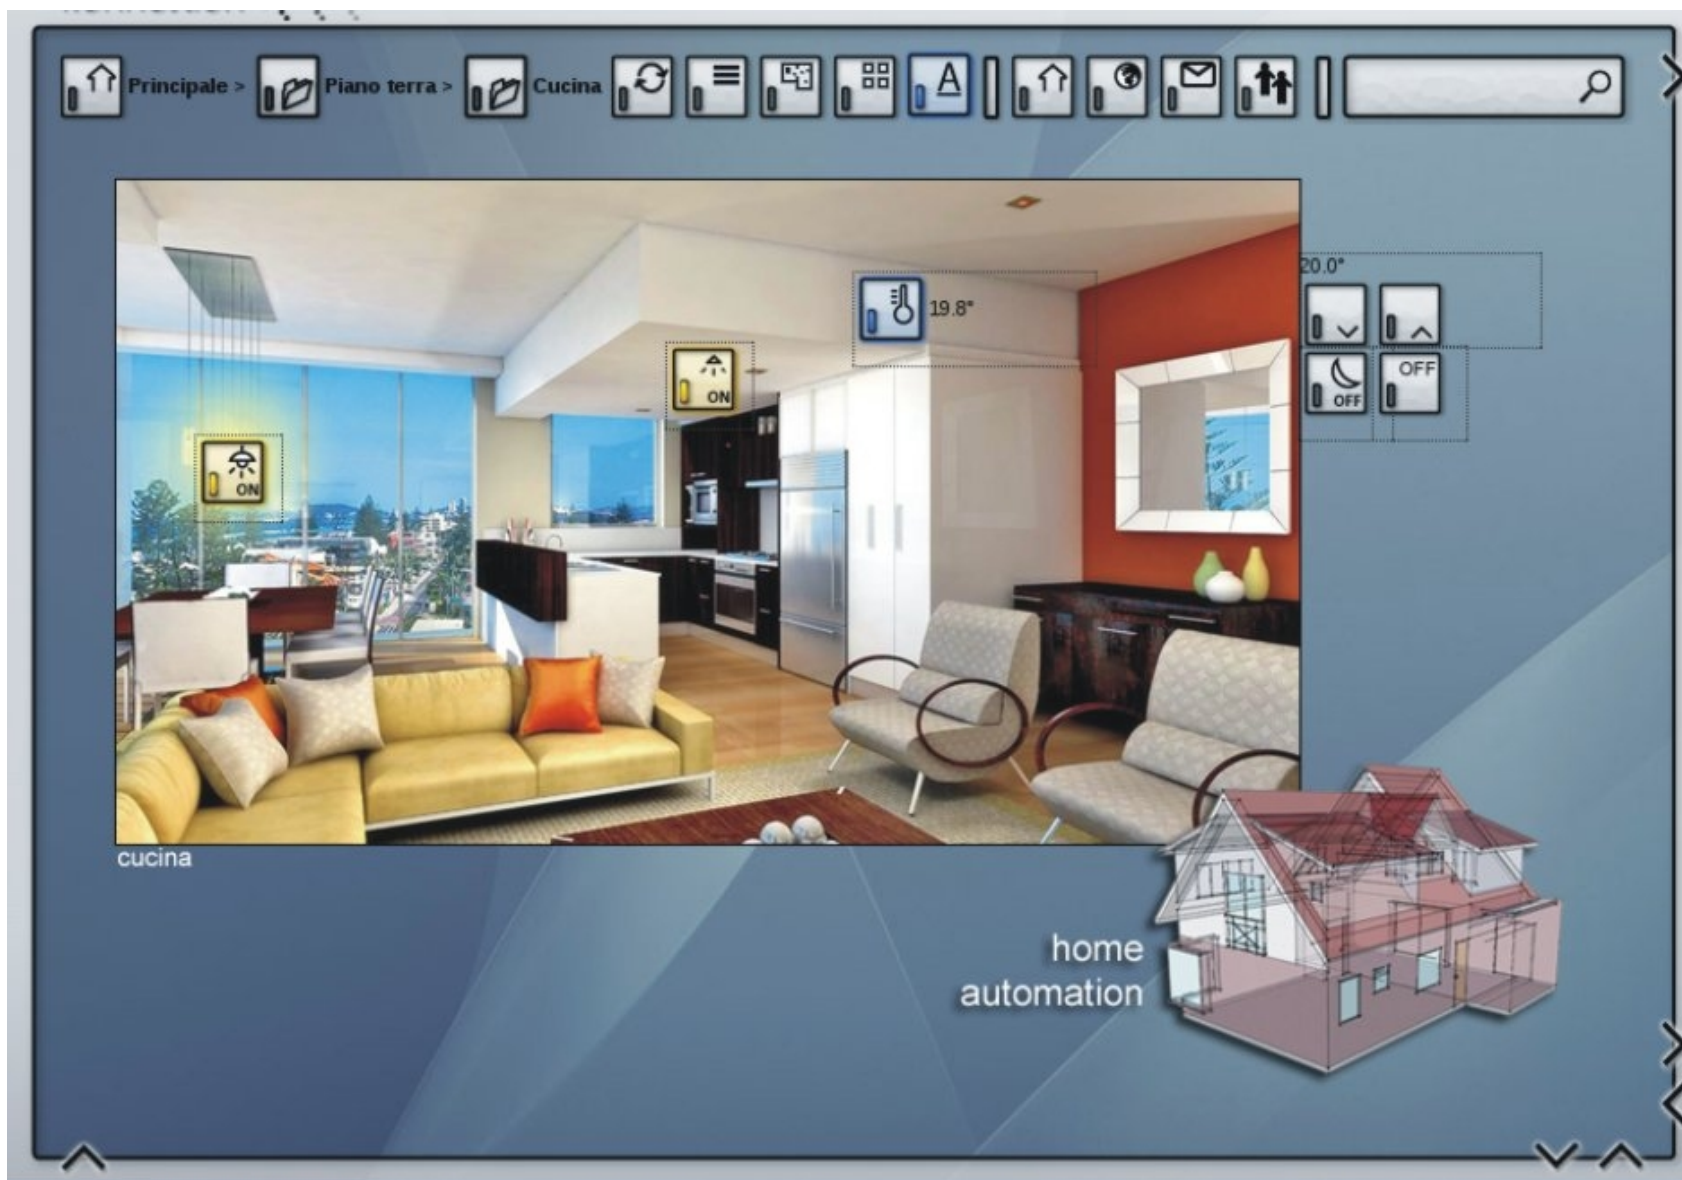 Principale > Piano terra > Cucina A
20.0°
19.8°
ON
OFF OFF
ON
cucina
home
automation